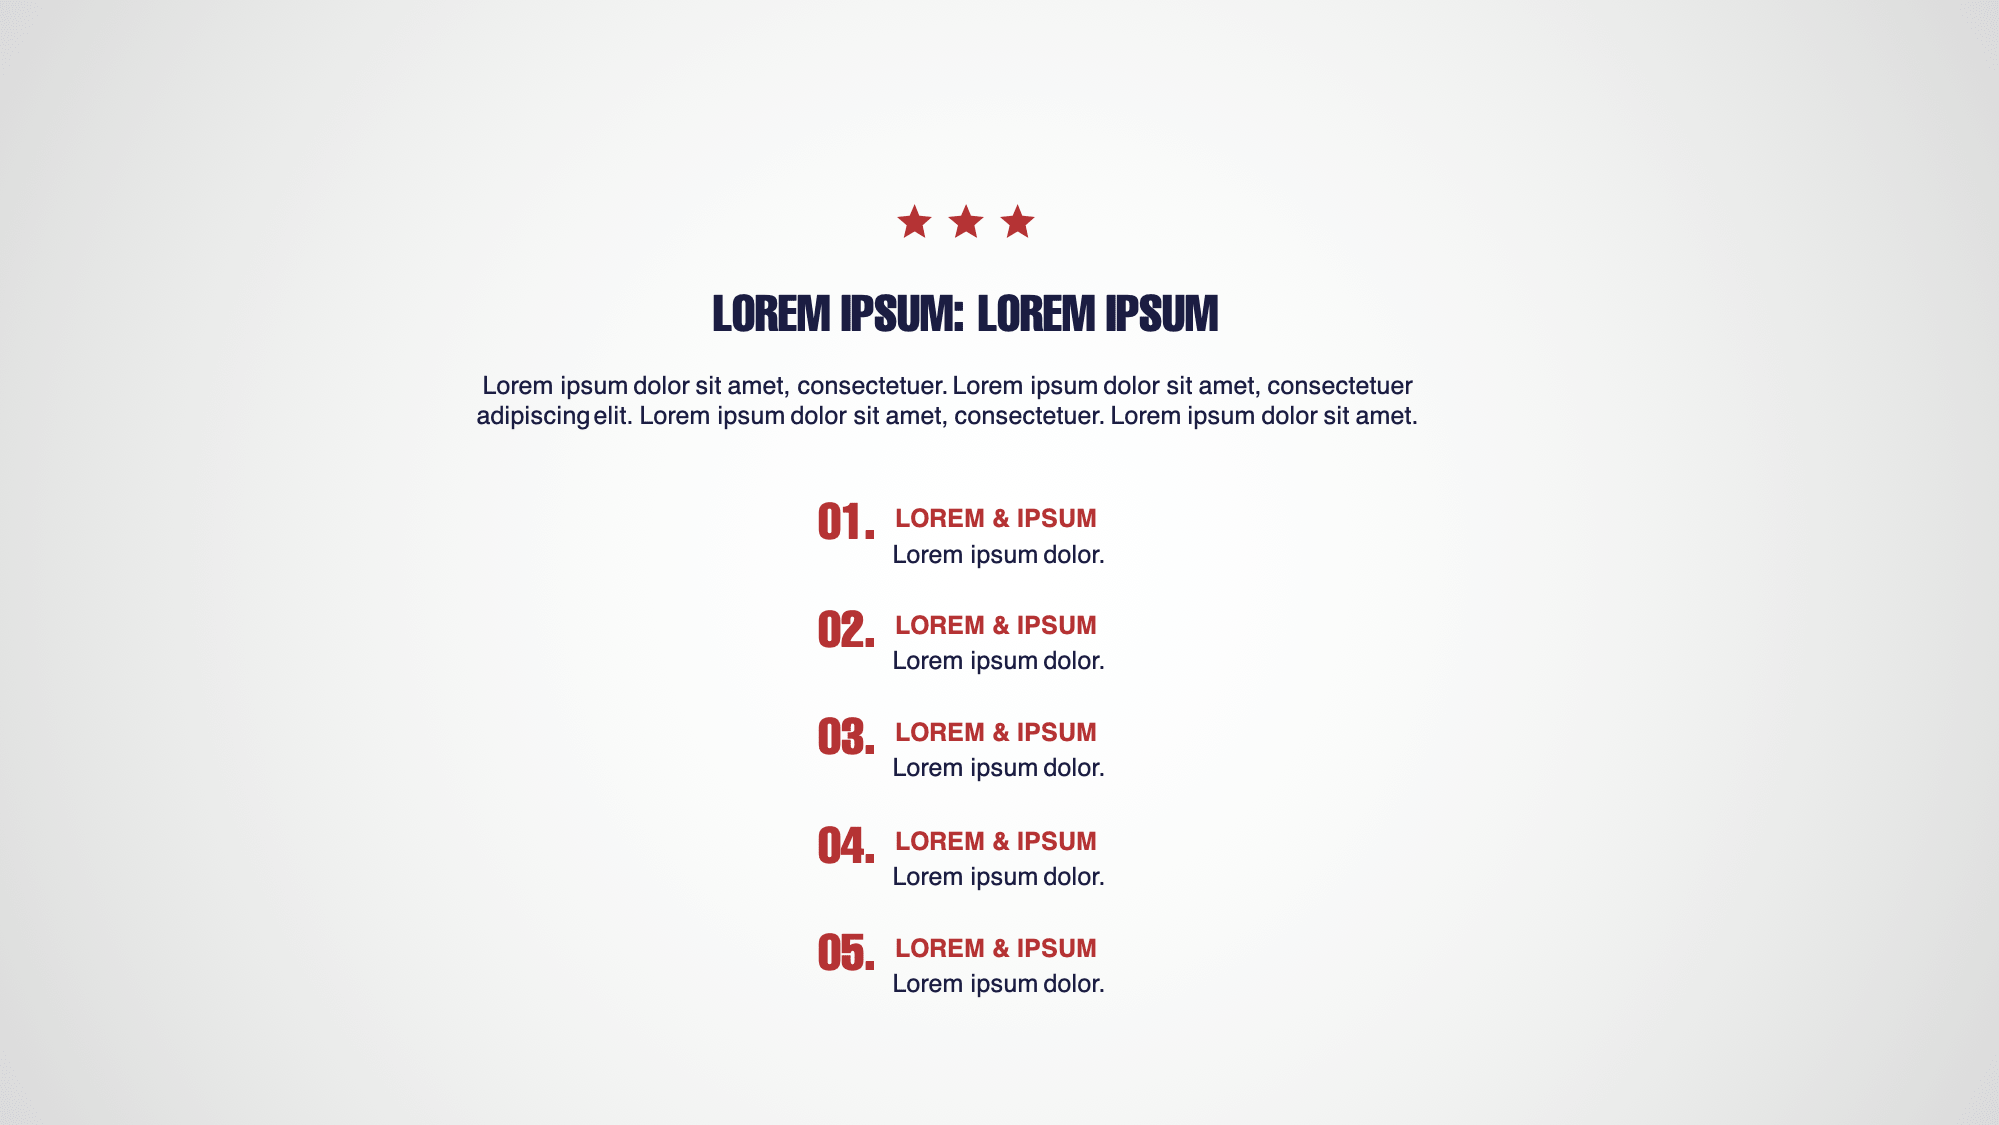 LOREM IPSUM: LOREM IPSUM
Lorem ipsum dolor sit amet, consectetuer. Lorem ipsum dolor sit amet, consectetuer
adipiscing elit. Lorem ipsum dolor sit amet, consectetuer. Lorem ipsum dolor sit amet.
01. LOREM & IPSUM
Lorem ipsum dolor.
02. LOREM & IPSUM
Lorem ipsum dolor.
03. LOREM & IPSUM
Lorem ipsum dolor.
04. LOREM & IPSUM
Lorem ipsum dolor.
05. LOREM & IPSUM
Lorem ipsum dolor.